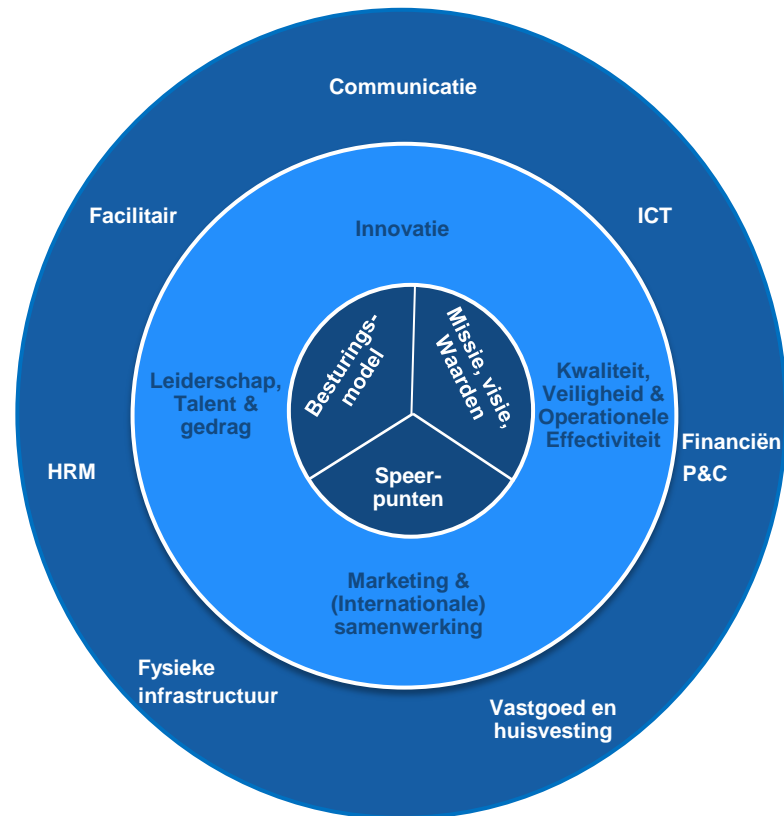 Communicatie
Facilitair
ICT
Innovatie
Besturings-
model
Missie, visie,
Waarden
Leiderschap,
Talent &
gedrag
Kwaliteit,
Veiligheid &
Operationele
Effectiviteit
Financiën
P&C
HRM
Speer-
punten
Marketing &
(Internationale)
samenwerking
Fysieke
infrastructuur
Vastgoed en
huisvesting